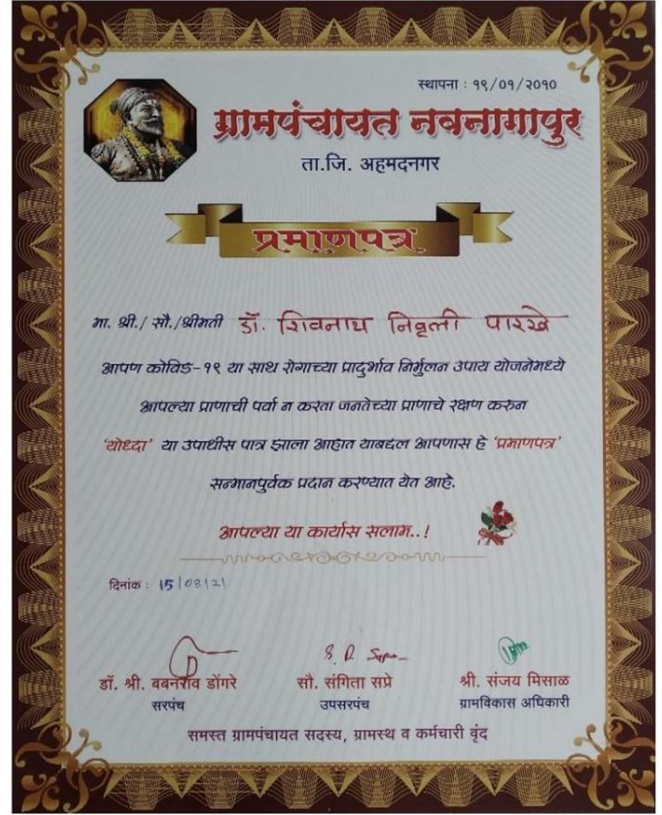 स्थापना : १९/०१/२०१०
ग्रामपंचायत नवनागापुर
ता.जि. अहमदनगर
प्रमाणपत्र
मा. श्री./ सौ./श्रीमती डॉ. शिवनाथ निवृत्ती पारखे
आपण कोविड-१९ या साथ रोगाच्या प्रादुर्भाव निर्मुलन उपाय योजनेमध्ये
आपल्या प्राणाची पर्वा न करता जनतेच्या प्राणाचे रक्षण करुन
'योध्दा' या उपाधीस पात्र झाला आहात याबद्दल आपणास हे 'प्रमाणपत्र'
सन्मानपुर्वक प्रदान करण्यात येत आहे.
आपल्या या कार्यास सलाम..!
दिनांक : 15/08/21
डॉ. श्री. बबनराव डोंगरे सौ. संगिता सप्रे श्री. संजय मिसाळ
सरपंच उपसरपंच ग्रामविकास अधिकारी
समस्त ग्रामपंचायत सदस्य, ग्रामस्थ व कर्मचारी वृंद